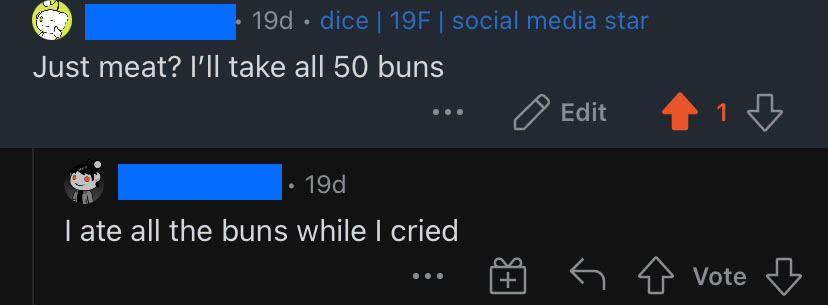 • 19d • dice | 19F | social media star
Just meat? I’ll take all 50 buns
Edit
1
• 19d
I ate all the buns while I cried
Vote